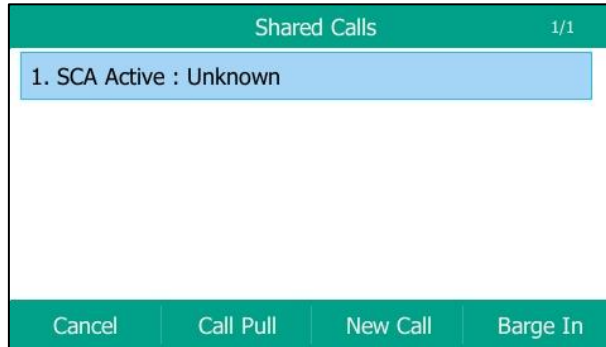 Shared Calls 1/1
1. SCA Active : Unknown
Cancel Call Pull New Call Barge In